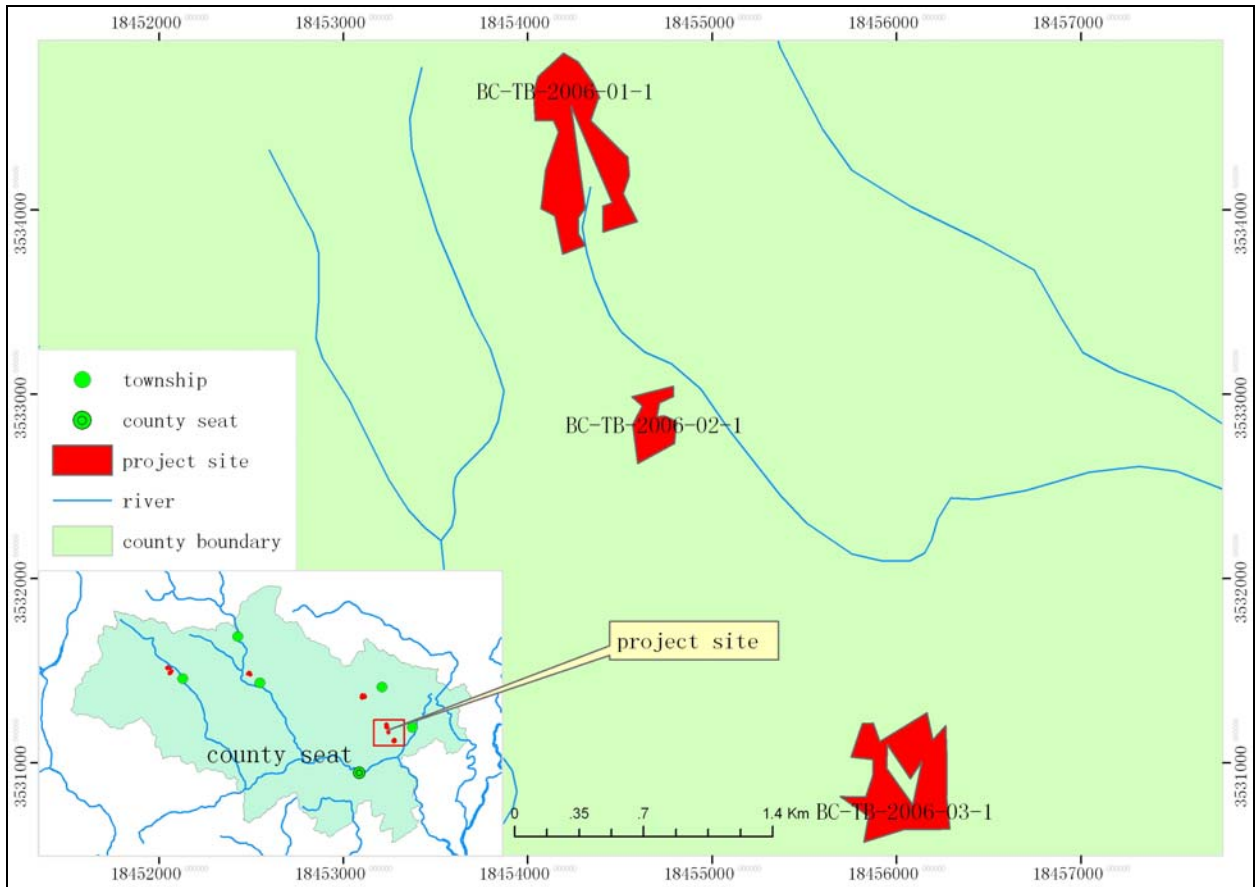 18452000 18453000 18454000 18455000 18456000 18457000
BC-TB-2006-01-1
3534000 3534000
township
3533000 3533000
county seat
BC-TB-2006-02-1
project site
river
county boundary
3532000 3532000
project site
county seat
3531000 3531000
0 .35 .7 1.4 Km
BC-TB-2006-03-1
18452000 18453000 18454000 18455000 18456000 18457000